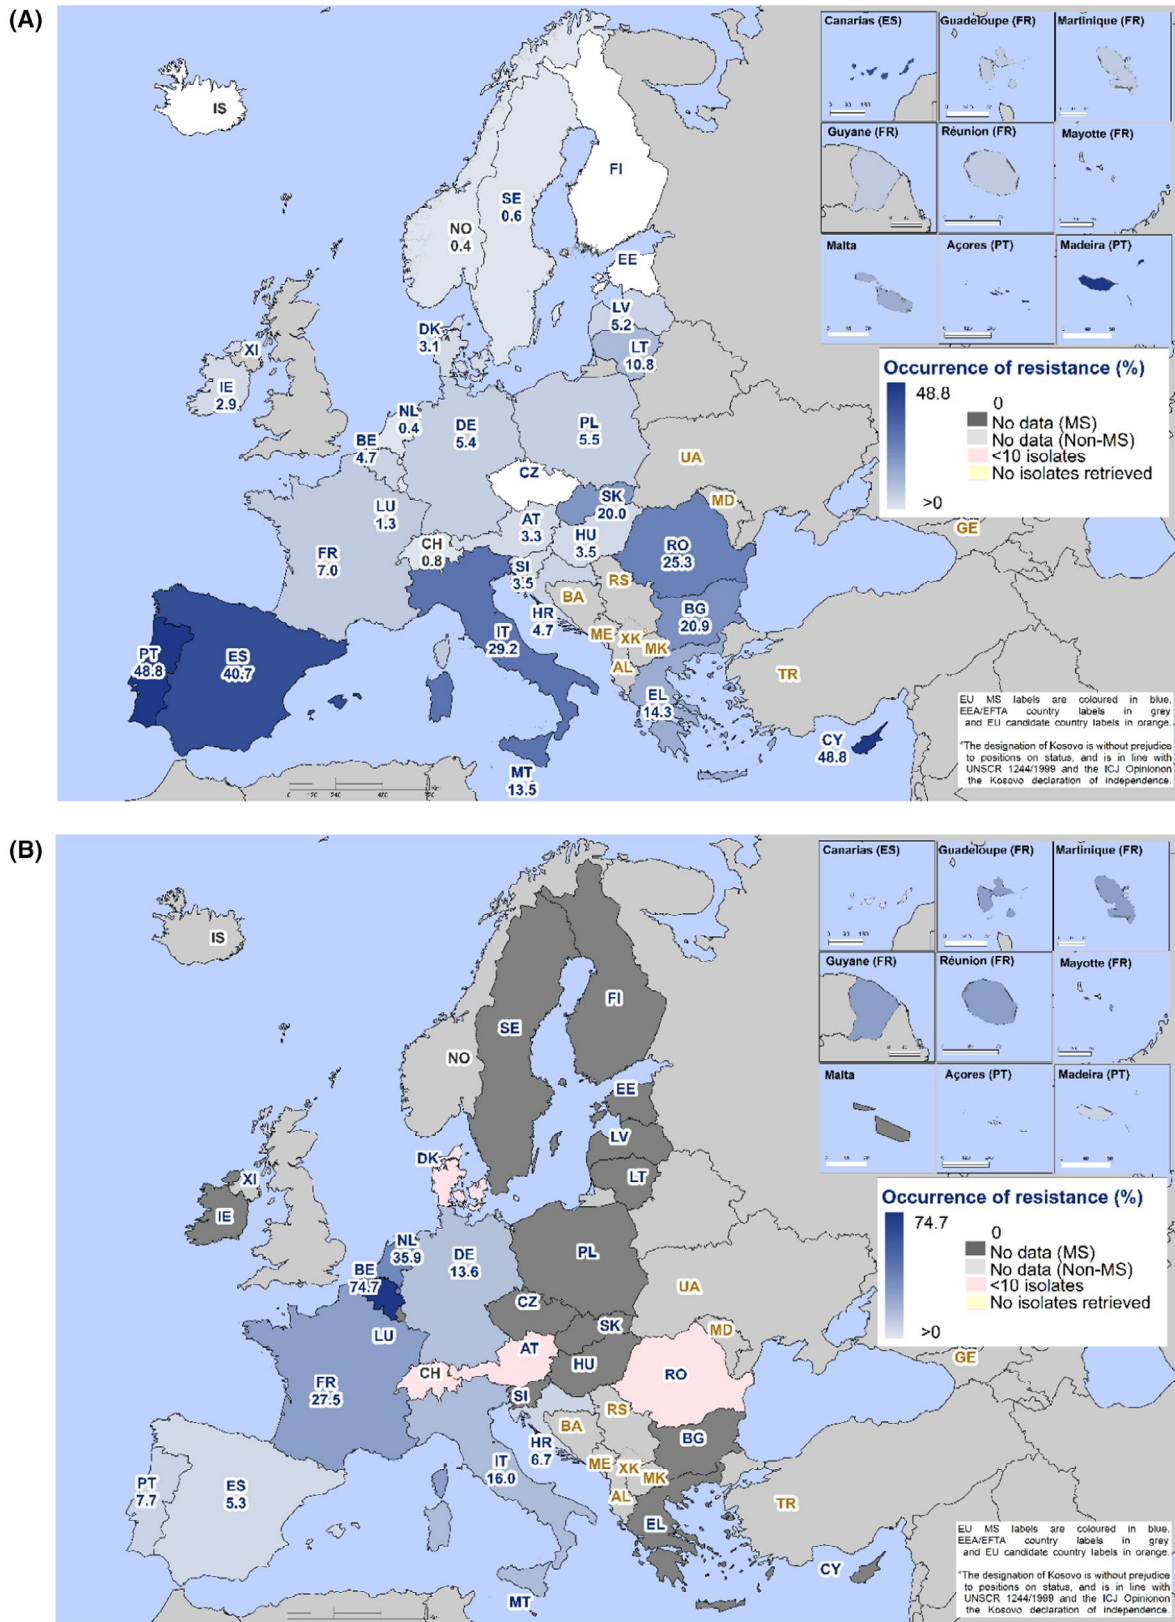 (A)
Canarias (ES)
Guadeloupe (FR)
Martinique (FR)
Guyane (FR)
Réunion (FR)
Mayotte (FR)
Malta
Açores (PT)
Madeira (PT)
IS
FI
SE
0.6
NO
0.4
EE
LV
5.2
DK
3.1
LT
10.8
XI
IE
2.9
NL
0.4
DE
5.4
PL
5.5
BE
4.7
UA
CZ
SK
20.0
MD
LU
1.3
AT
3.3
HU
3.5
RO
25.3
GE
CH
0.8
FR
7.0
SI
3.5
RS
BA
HR
4.7
BG
20.9
ME
XK
MK
AL
IT
29.2
PT
48.8
ES
40.7
TR
EL
14.3
CY
48.8
MT
13.5
Occurrence of resistance (%)
48.8
>0
0
No data (MS)
No data (Non-MS)
<10 isolates
No isolates retrieved
EU MS labels are coloured in blue,
EEA/EFTA country labels in grey
and EU candidate country labels in orange.
*The designation of Kosovo is without prejudice
to positions on status, and is in line with
UNSCR 1244/1999 and the ICJ Opinionon
the Kosovo declaration of independence.
(B)
Canarias (ES)
Guadeloupe (FR)
Martinique (FR)
Guyane (FR)
Réunion (FR)
Mayotte (FR)
Malta
Açores (PT)
Madeira (PT)
IS
FI
SE
NO
EE
LV
DK
LT
XI
IE
NL
35.9
DE
13.6
PL
BE
74.7
UA
CZ
SK
MD
LU
AT
HU
RO
GE
CH
FR
27.5
SI
RS
BA
HR
6.7
BG
ME
XK
MK
AL
IT
16.0
PT
7.7
ES
5.3
TR
EL
CY
MT
Occurrence of resistance (%)
74.7
>0
0
No data (MS)
No data (Non-MS)
<10 isolates
No isolates retrieved
EU MS labels are coloured in blue,
EEA/EFTA country labels in grey
and EU candidate country labels in orange.
*The designation of Kosovo is without prejudice
to positions on status, and is in line with
UNSCR 1244/1999 and the ICJ Opinionon
the Kosovo declaration of independence.